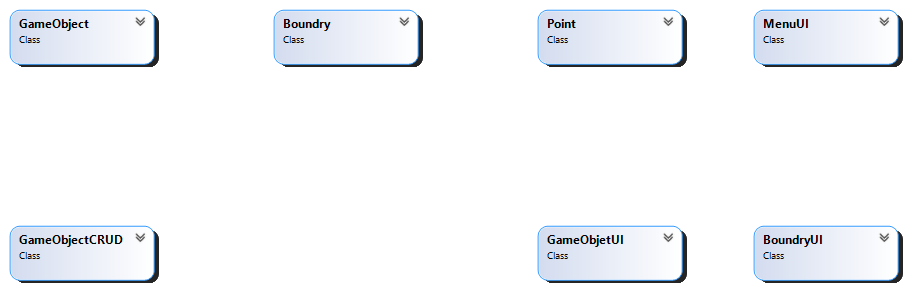 GameObject
Class
Boundry
Class
Point
Class
MenuUI
Class
GameObjectCRUD
Class
GameObjetUI
Class
BoundryUI
Class